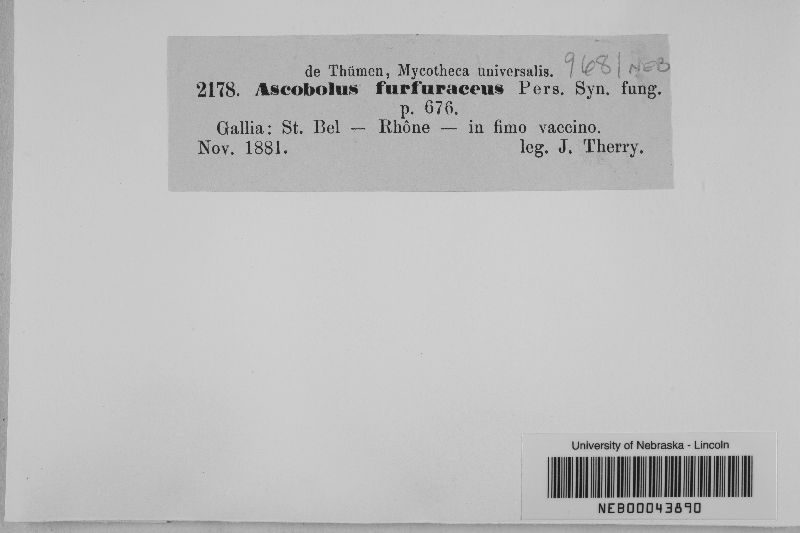 de Thümen, Mycotheca universalis. 9681 NEB
2178. Ascobolus furfuraceus Pers. Syn. fung.
p. 676.
Gallia: St. Bel — Rhône — in fimo vaccino.
Nov. 1881. leg. J. Therry.
University of Nebraska - Lincoln
NEB00043890